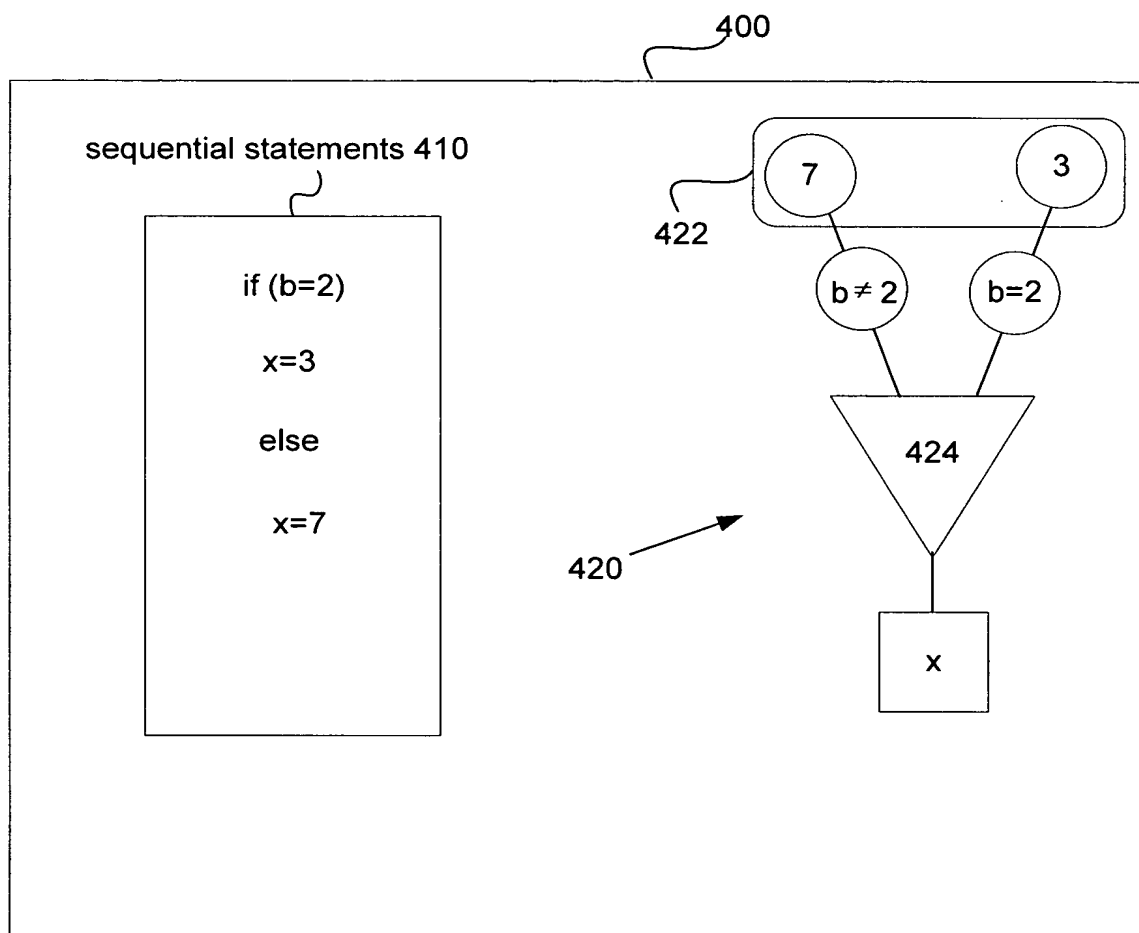 400
sequential statements 410
if (b=2)
x=3
else
x=7
7
3
422
b ≠ 2
b=2
424
420
x